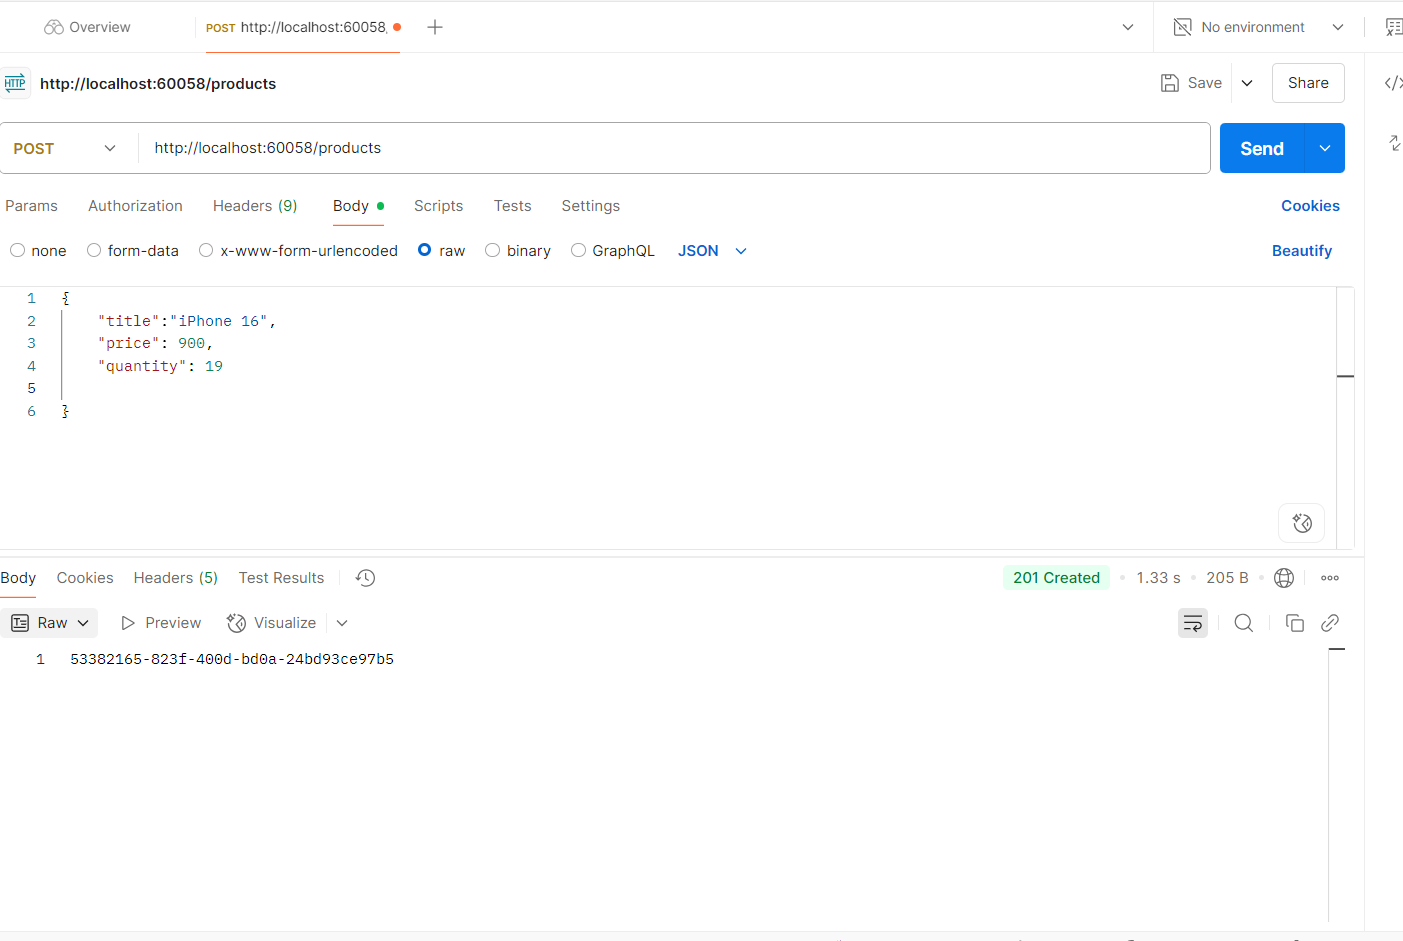 Overview
POST http://localhost:60058,
No environment
HTTP http://localhost:60058/products
Save
Share
POST http://localhost:60058/products
Send
Params Authorization Headers (9) Body Scripts Tests Settings Cookies
none form-data x-www-form-urlencoded raw binary GraphQL JSON Beautify
1 {
2 "title":"iPhone 16",
3 "price": 900,
4 "quantity": 19
5
6 }
Body Cookies Headers (5) Test Results 201 Created 1.33 s 205 B
Raw Preview Visualize
1 53382165-823f-400d-bd0a-24bd93ce97b5